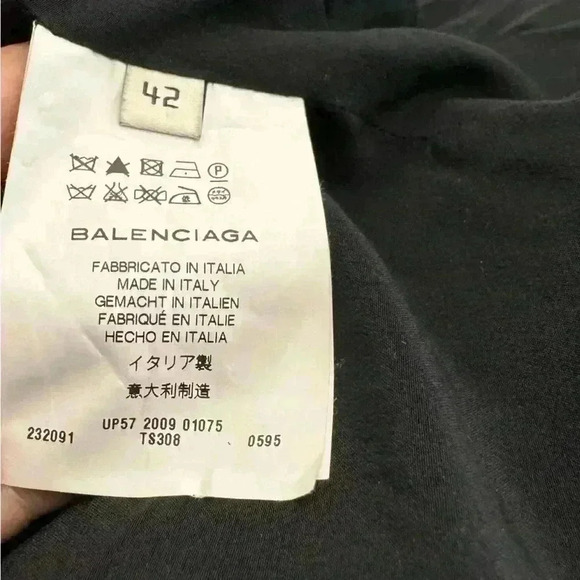 42
P
BALENCIAGA
FABBRICATO IN ITALIA
MADE IN ITALY
GEMACHT IN ITALIEN
FABRIQUÉ EN ITALIE
HECHO EN ITALIA
イタリア製
意大利制造
UP57 2009 01075
232091 TS308 0595